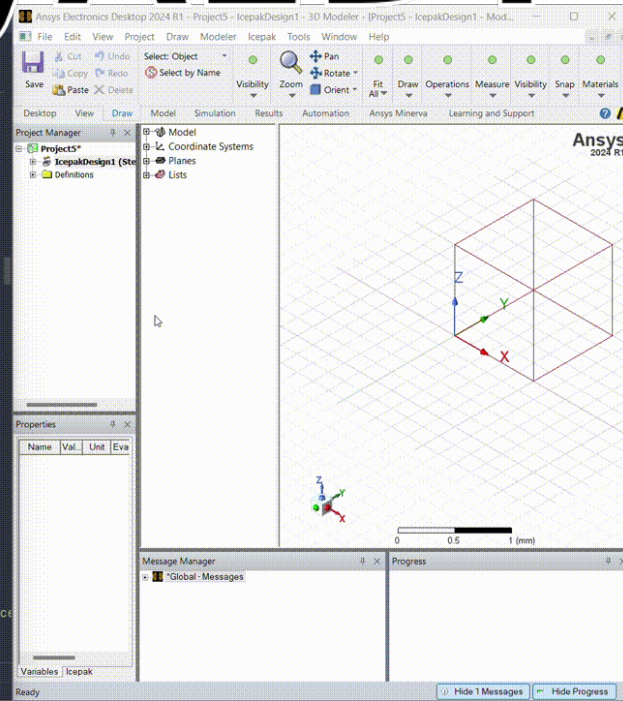 Ansys Electronics Desktop 2024 R1 - Project5 - IcepakDesign1 - 3D Modeler - [Project5 - IcepakDesign1 - Mod...
File Edit View Project Draw Modeler Icepak Tools Window Help
Save
Cut
Copy
Paste
Undo
Redo
Delete
Select: Object
Select by Name
Visibility
Zoom
Pan
Rotate
Orient
Fit
All
Draw
Operations
Measure
Visibility
Snap
Materials
Desktop View Draw Model Simulation Results Automation Ansys Minerva Learning and Support
Project Manager
Project5*
IcepakDesign1 (Ste
Definitions
Model
Coordinate Systems
Planes
Lists
Ansys
2024 R1
Z
Y
X
Z
Y
X
0 0.5 1 (mm)
Properties
Name Val... Unit Eva
Variables Icepak
Message Manager
*Global - Messages
Progress
Ready
Hide 1 Messages
Hide Progress